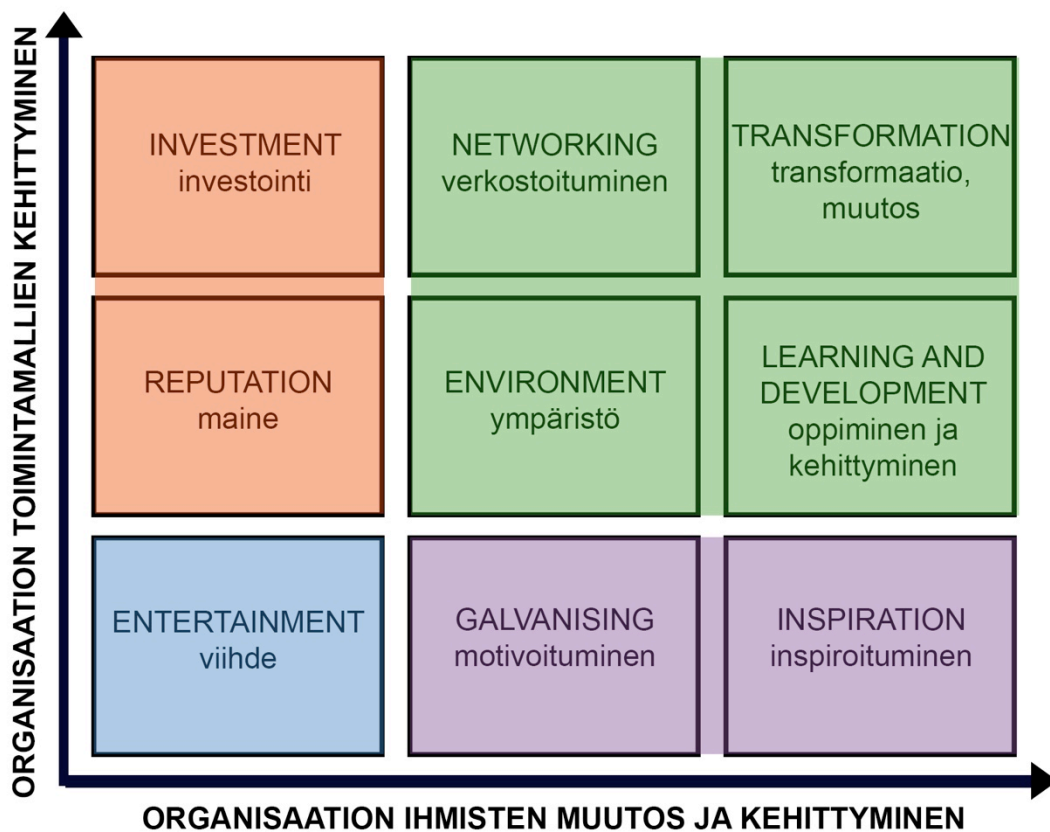 ORGANISAATION TOIMINTAMALLIEN KEHITTYMINEN
INVESTMENT
investointi
NETWORKING
verkostoituminen
TRANSFORMATION
transformaatio,
muutos
REPUTATION
maine
ENVIRONMENT
ympäristö
LEARNING AND
DEVELOPMENT
oppiminen ja
kehittyminen
ENTERTAINMENT
viihde
GALVANISING
motivoituminen
INSPIRATION
inspiroituminen
ORGANISAATION IHMISTEN MUUTOS JA KEHITTYMINEN